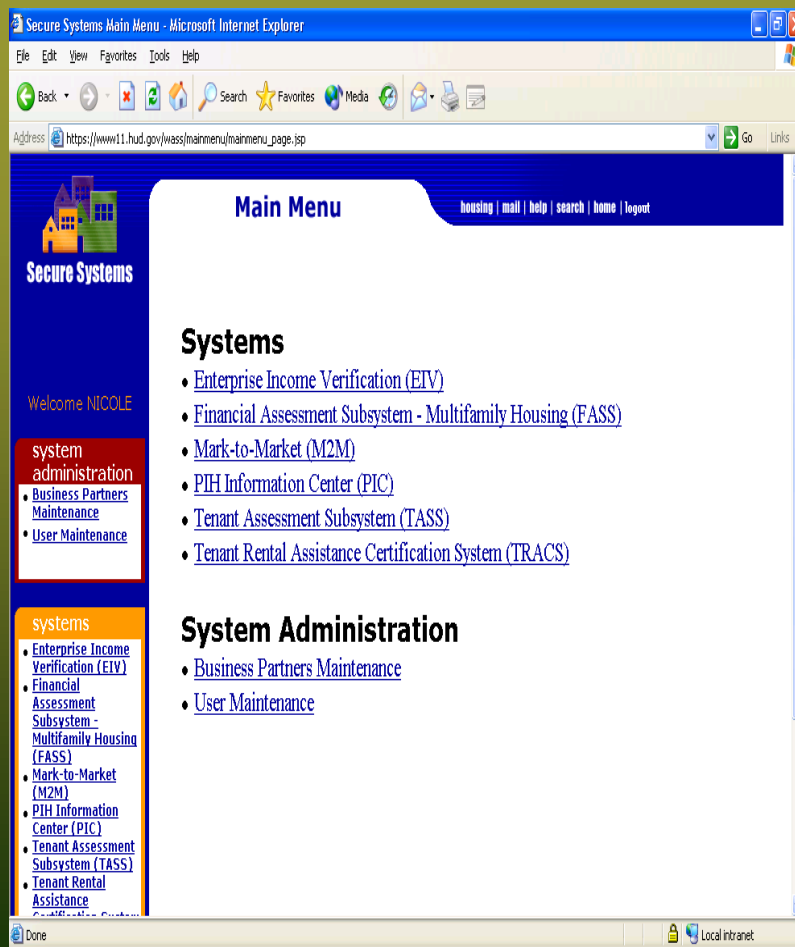 Secure Systems Main Menu - Microsoft Internet Explorer
File Edit View Favorites Tools Help
Back Search Favorites Media
Address https://www11.hud.gov/wass/mainmenu/mainmenu_page.jsp Go Links
Main Menu
housing | mail | help | search | home | logout
Secure Systems
Welcome NICOLE
system
administration
• Business Partners
Maintenance
• User Maintenance
systems
• Enterprise Income
Verification (EIV)
• Financial
Assessment
Subsystem -
Multifamily Housing
(FASS)
• Mark-to-Market
(M2M)
• PIH Information
Center (PIC)
• Tenant Assessment
Subsystem (TASS)
• Tenant Rental
Assistance
Certification System
Systems
• Enterprise Income Verification (EIV)
• Financial Assessment Subsystem - Multifamily Housing (FASS)
• Mark-to-Market (M2M)
• PIH Information Center (PIC)
• Tenant Assessment Subsystem (TASS)
• Tenant Rental Assistance Certification System (TRACS)
System Administration
• Business Partners Maintenance
• User Maintenance
Done Local intranet